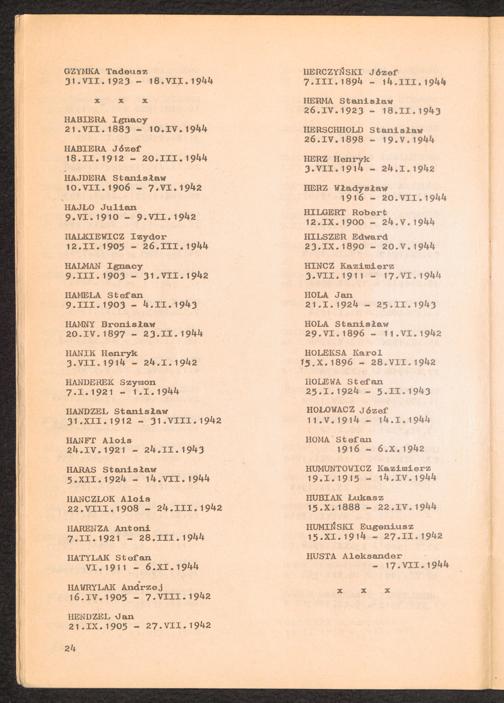 GZYMKA Tadeusz
31.VII.1923 - 18.VII.1944
x x x
HABIERA Ignacy
21.VII.1883 - 10.IV.1944
HABIERA Józef
18.II.1912 - 20.III.1944
HAJDERA Stanisław
10.VII.1906 - 7.VI.1942
HAJŁO Julian
9.VI.1910 - 9.VII.1942
HALKIEWICZ Izydor
12.II.1905 - 26.III.1944
HALMAN Ignacy
9.III.1903 - 31.VII.1942
HAMELA Stefan
9.III.1903 - 4.II.1943
HAMNY Bronisław
20.IV.1897 - 23.II.1944
HANIK Henryk
3.VII.1914 - 24.I.1942
HANDEREK Szymon
7.I.1921 - 1.I.1944
HANDZEL Stanisław
31.XII.1912 - 31.VIII.1942
HANFT Alois
24.IV.1921 - 24.II.1943
HARAS Stanisław
5.XII.1924 - 14.VII.1944
HANCZLOK Alois
22.VIII.1908 - 24.III.1942
HARENZA Antoni
7.II.1921 - 28.III.1944
HATYLAK Stefan
VI.1911 - 6.XI.1944
HAWRYLAK Andrzej
16.IV.1905 - 7.VIII.1942
HENDZEL Jan
21.IX.1905 - 27.VII.1942
24
HERCZYŃSKI Józef
7.III.1894 - 14.III.1944
HERMA Stanisław
26.IV.1923 - 18.II.1943
HERSCHHOLD Stanisław
26.IV.1898 - 19.V.1944
HERZ Henryk
3.VII.1914 - 24.I.1942
HERZ Władysław
1916 - 20.VII.1944
HILGERT Robert
12.IX.1900 - 24.V.1944
HILSZER Edward
23.IX.1890 - 20.V.1944
HINCZ Kazimierz
3.VII.1911 - 17.VI.1944
HOLA Jan
21.I.1924 - 25.II.1943
HOLA Stanisław
29.VI.1896 - 11.VI.1942
HOLEKSA Karol
15.X.1896 - 28.VII.1942
HOLEWA Stefan
25.I.1924 - 5.II.1943
HOŁOWACZ Józef
11.V.1914 - 14.I.1944
HOMA Stefan
1916 - 6.X.1942
HUMUNTOWICZ Kazimierz
19.I.1915 - 14.IV.1944
HUBIAK Łukasz
15.X.1888 - 22.IV.1944
HUMIŃSKI Eugeniusz
15.XI.1914 - 27.II.1942
HUSTA Aleksander
- 17.VII.1944
x x x